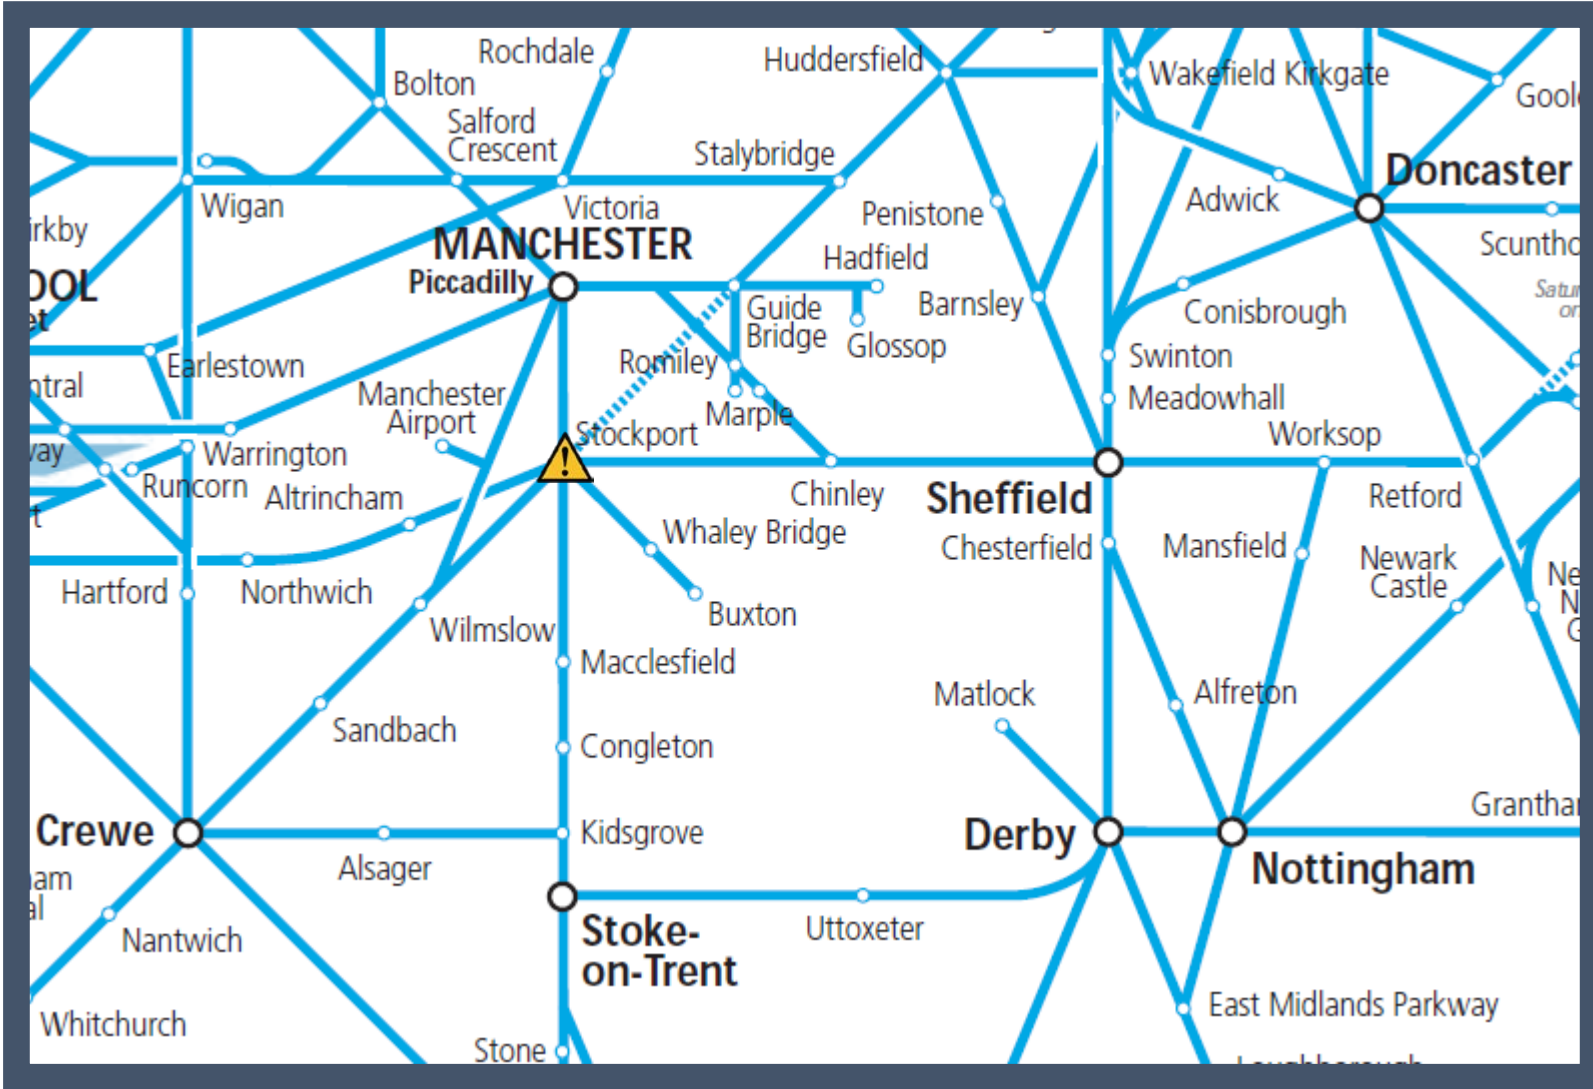 Rochdale
Huddersfield
Bolton
Wakefield Kirkgate
Salford
Crescent
Stalybridge
Doncaster
Wigan
Victoria
MANCHESTER
Piccadilly
Penistone
Adwick
Hadfield
Guide
Bridge
Glossop
Barnsley
Conisbrough
Earlestown
Romiley
Swinton
Manchester
Airport
Marple
Meadowhall
Stockport
!
Worksop
Warrington
Runcorn
Altrincham
Chinley
Sheffield
Retford
Whaley Bridge
Chesterfield
Mansfield
Newark
Castle
Hartford
Northwich
Buxton
Wilmslow
Macclesfield
Matlock
Alfreton
Sandbach
Congleton
Crewe
Kidsgrove
Derby
Alsager
Nottingham
Nantwich
Stoke-
on-Trent
Uttoxeter
Whitchurch
East Midlands Parkway
Stone